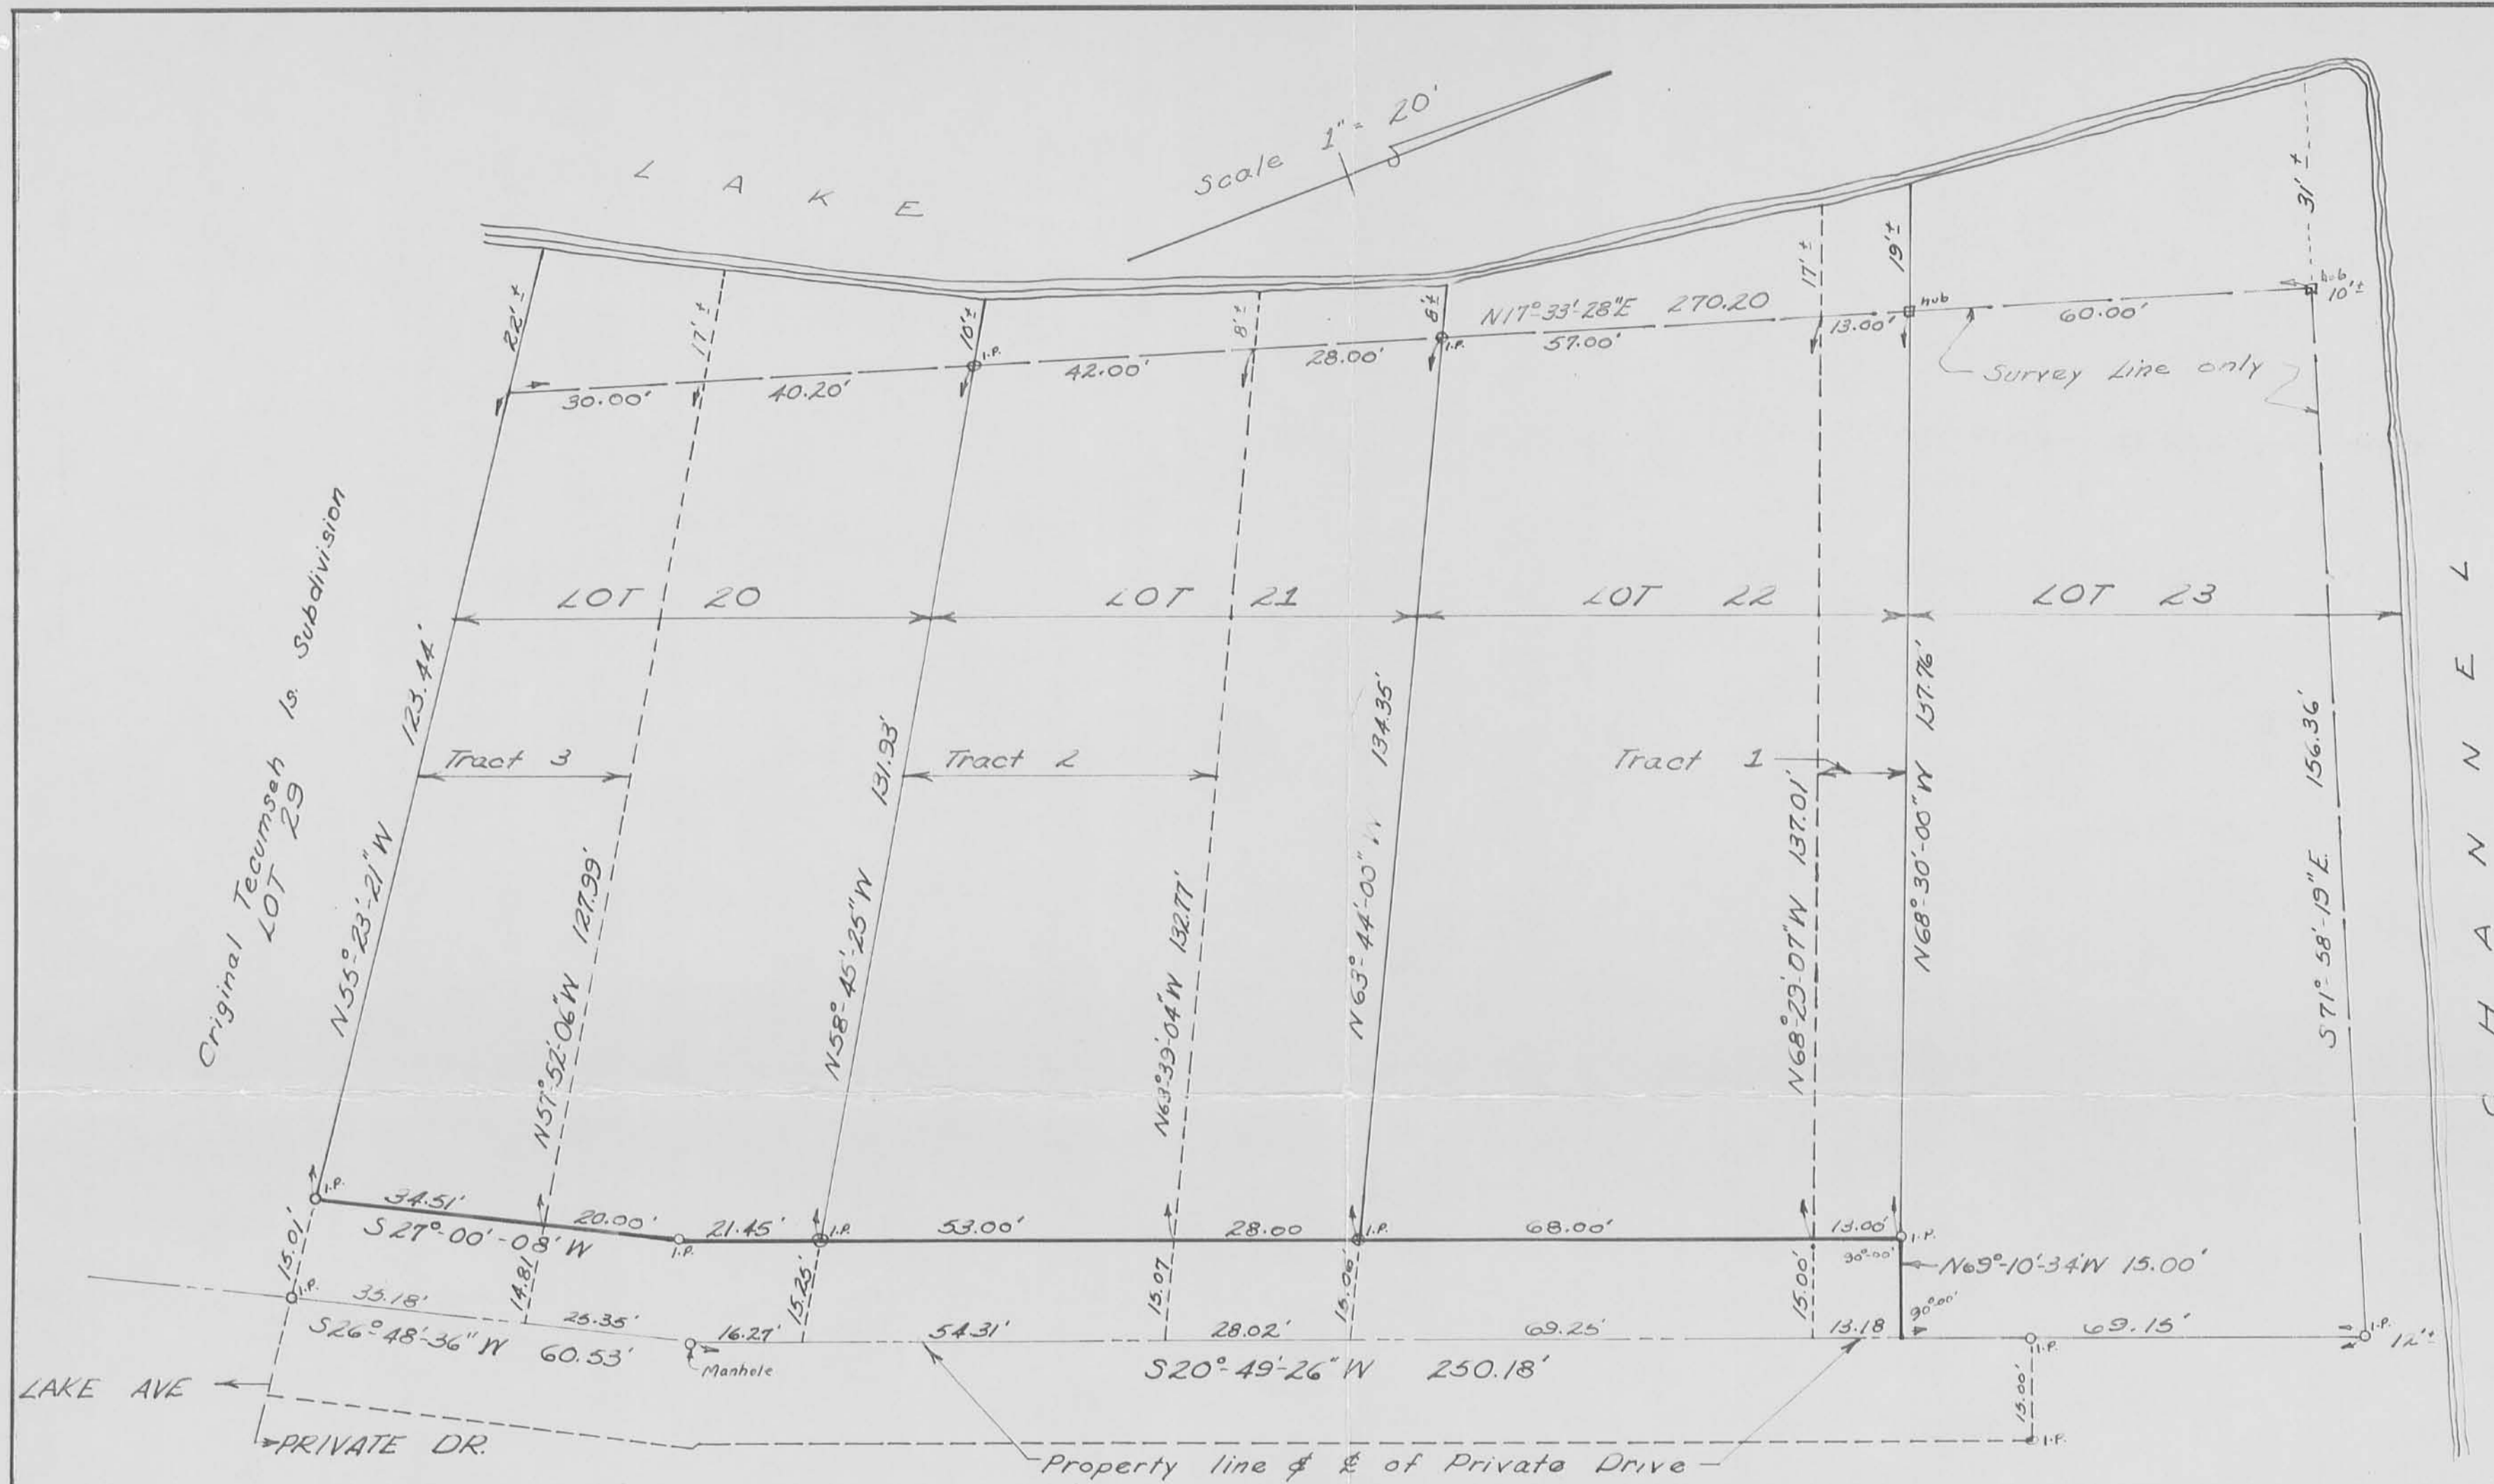 L A K E
Scale 1" = 20'
22'±
17'±
10'±
8'±
8'±
17'±
19'±
31'±
N17°-33'-28"E 270.20
hub
hub
10'±
I.P.
I.P.
30.00'
40.20'
42.00'
28.00'
57.00'
13.00'
60.00'
Survey Line only
Original Tecumseh Is. Subdivision
LOT 29
LOT 20
LOT 21
LOT 22
LOT 23
CHANNEL
Tract 3
Tract 2
Tract 1
N55°-23'-21"W 123.44'
N57°-52'-06"W 127.99'
N58°-45'-25"W 131.93'
N63°-39'-04"W 132.77'
N63°-44'-00"W 134.35'
N68°-29'-07"W 137.01'
N68°-30'-00"W 137.76'
S71°-58'-19"E 156.36'
I.P.
34.51'
20.00'
21.45'
I.P.
53.00'
28.00
I.P.
68.00'
13.00'
I.P.
S27°-00'-08"W
I.P.
90°-00'
N69°-10'-34"W 15.00'
90°-00'
15.01'
14.81'
15.25'
15.07
15.06'
15.00'
I.P.
35.18'
25.35'
16.27'
54.31'
28.02'
69.25'
13.18
69.15'
I.P.
12'±
I.P.
S26°-48'-36"W 60.53'
Manhole
S20°-49'-26"W 250.18'
15.00'
I.P.
LAKE AVE
PRIVATE DR.
Property line & ℄ of Private Drive